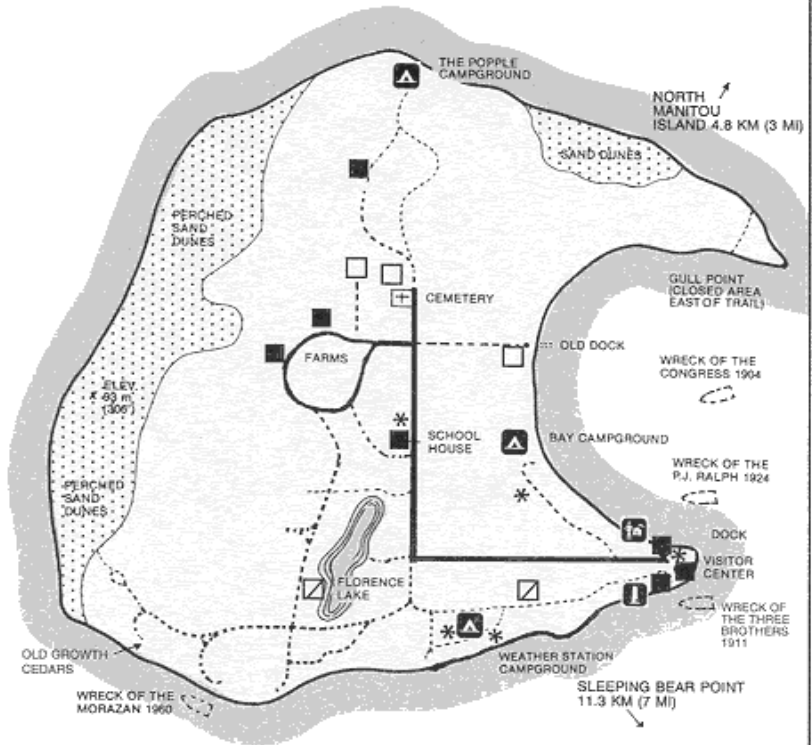 THE POPPLE
CAMPGROUND
NORTH
MANITOU
ISLAND 4.8 KM (3 MI)
SAND DUNES
PERCHED
SAND
DUNES
GULL POINT
(CLOSED AREA
EAST OF TRAIL)
CEMETERY
OLD DOCK
FARMS
WRECK OF THE
CONGRESS 1904
ELEV.
93 m
(306')
SCHOOL
HOUSE
BAY CAMPGROUND
WRECK OF THE
P.J. RALPH 1924
PERCHED
SAND
DUNES
DOCK
VISITOR
CENTER
FLORENCE
LAKE
WRECK OF
THE THREE
BROTHERS
1911
OLD GROWTH
CEDARS
WEATHER STATION
CAMPGROUND
WRECK OF THE
MORAZAN 1960
SLEEPING BEAR POINT
11.3 KM (7 MI)